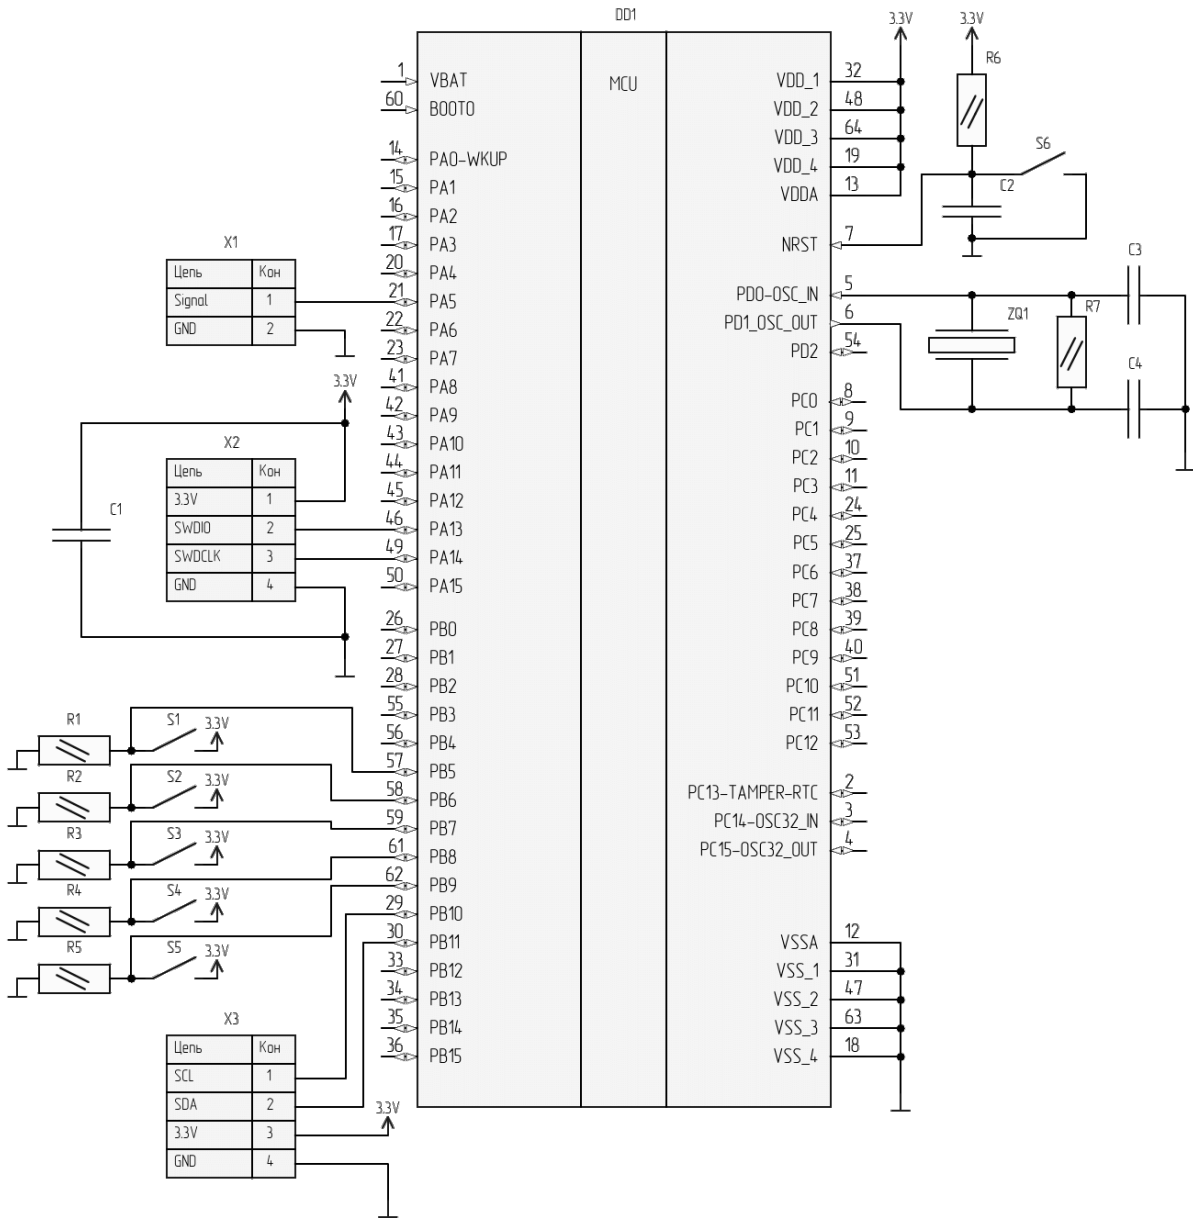 DD1
MCU
1 VBAT
60 BOOT0
14 PA0-WKUP
15 PA1
16 PA2
17 PA3
20 PA4
21 PA5
22 PA6
23 PA7
41 PA8
42 PA9
43 PA10
44 PA11
45 PA12
46 PA13
49 PA14
50 PA15
26 PB0
27 PB1
28 PB2
55 PB3
56 PB4
57 PB5
58 PB6
59 PB7
61 PB8
62 PB9
29 PB10
30 PB11
33 PB12
34 PB13
35 PB14
36 PB15
VDD_1 32
VDD_2 48
VDD_3 64
VDD_4 19
VDDA 13
NRST 7
PD0-OSC_IN 5
PD1_OSC_OUT 6
PD2 54
PC0 8
PC1 9
PC2 10
PC3 11
PC4 24
PC5 25
PC6 37
PC7 38
PC8 39
PC9 40
PC10 51
PC11 52
PC12 53
PC13-TAMPER-RTC 2
PC14-OSC32_IN 3
PC15-OSC32_OUT 4
VSSA 12
VSS_1 31
VSS_2 47
VSS_3 63
VSS_4 18
X1
Цепь Кон
Signal 1
GND 2
3.3V
X2
Цепь Кон
3.3V 1
SWDIO 2
SWDCLK 3
GND 4
C1
R1 S1 3.3V
R2 S2 3.3V
R3 S3 3.3V
R4 S4 3.3V
R5 S5 3.3V
X3
Цепь Кон
SCL 1
SDA 2
3.3V 3
GND 4
3.3V
3.3V 3.3V
R6
S6
C2
C3
ZQ1 R7
C4